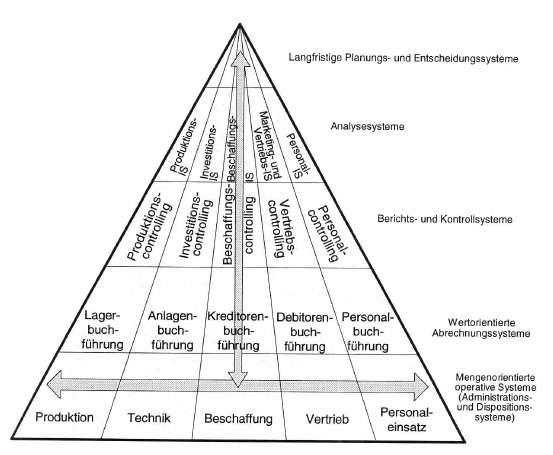 Langfristige Planungs- und Entscheidungssysteme
Analysesysteme
Produktions-
IS
Investitions-
IS
Beschaffungs-
IS
Marketing- und
Vertriebs-IS
Personal-
IS
Berichts- und Kontrollsysteme
Produktions-
controlling
Investitions-
controlling
Beschaffungs-
controlling
Vertriebs-
controlling
Personal-
controlling
Wertorientierte
Abrechnungssysteme
Lager-
buch-
führung
Anlagen-
buch-
führung
Kreditoren-
buch-
führung
Debitoren-
buch-
führung
Personal-
buch-
führung
Mengenorientierte
operative Systeme
(Administrations-
und Dispositions-
systeme)
Produktion
Technik
Beschaffung
Vertrieb
Personal-
einsatz